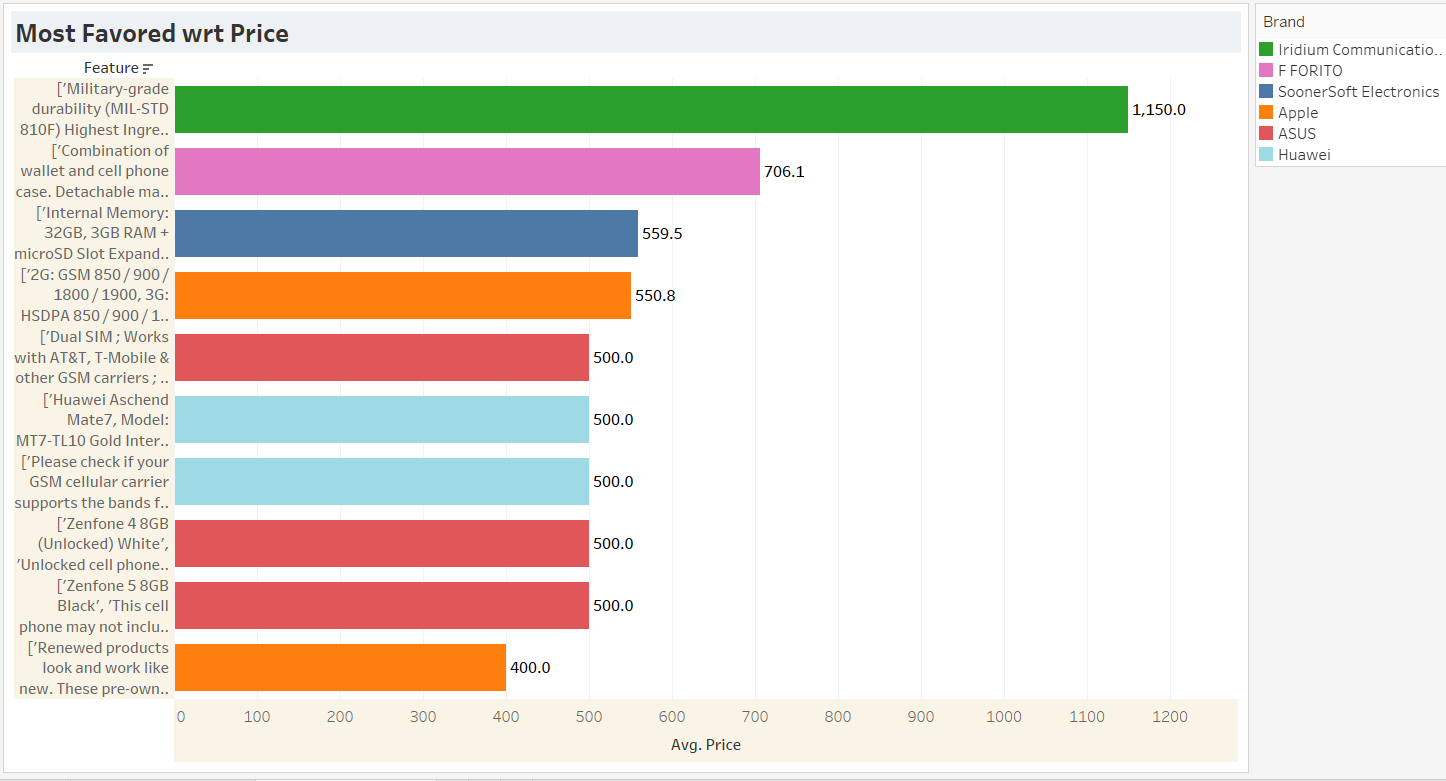 Most Favored wrt Price
Feature
['Military-grade
durability (MIL-STD
810F) Highest Ingre..
1,150.0
['Combination of
wallet and cell phone
case. Detachable ma..
706.1
['Internal Memory:
32GB, 3GB RAM +
microSD Slot Expand..
559.5
['2G: GSM 850 / 900 /
1800 / 1900, 3G:
HSDPA 850 / 900 / 1..
550.8
['Dual SIM ; Works
with AT&T, T-Mobile &
other GSM carriers ; ..
500.0
['Huawei Aschend
Mate7, Model:
MT7-TL10 Gold Inter..
500.0
['Please check if your
GSM cellular carrier
supports the bands f..
500.0
['Zenfone 4 8GB
(Unlocked) White',
'Unlocked cell phone..
500.0
['Zenfone 5 8GB
Black', 'This cell
phone may not inclu..
500.0
['Renewed products
look and work like
new. These pre-own..
400.0
0 100 200 300 400 500 600 700 800 900 1000 1100 1200
Avg. Price
Brand
Iridium Communicatio..
F FORITO
SoonerSoft Electronics
Apple
ASUS
Huawei